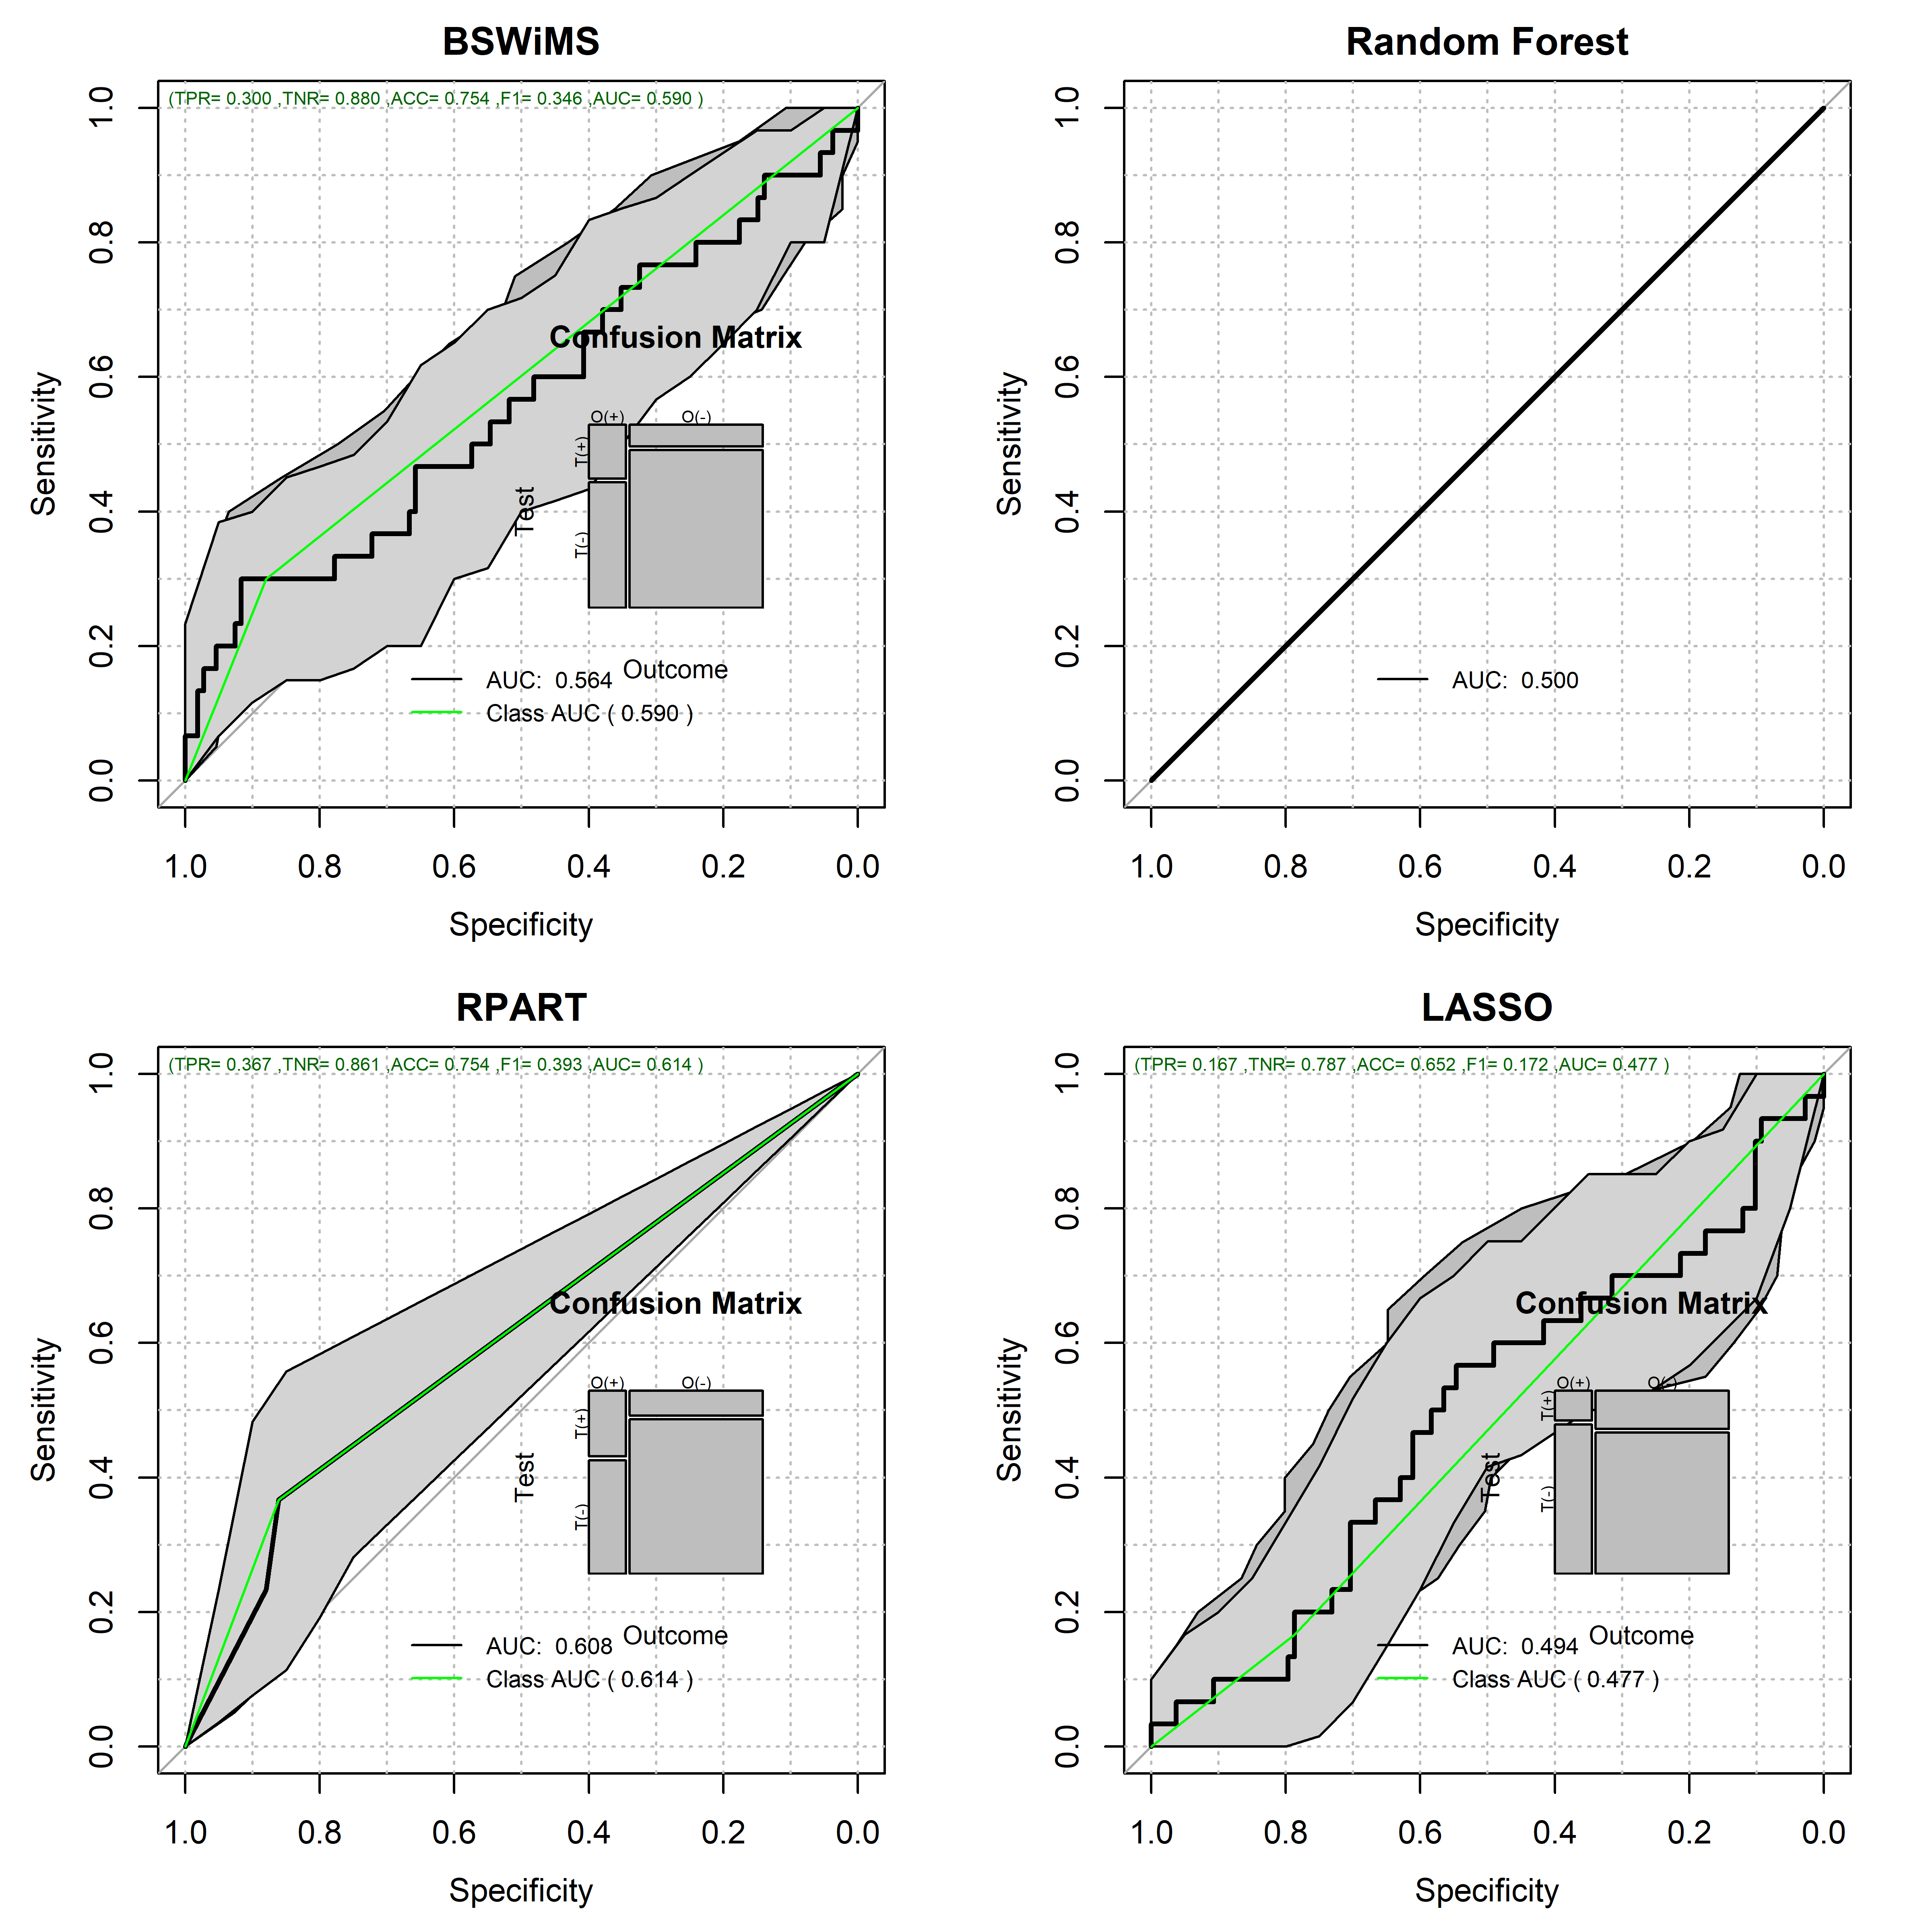 BSWiMS
(TPR= 0.300 ,TNR= 0.880 ,ACC= 0.754 ,F1= 0.346 ,AUC= 0.590 )
Sensitivity
0.0 0.2 0.4 0.6 0.8 1.0
Confusion Matrix
O(+) O(-)
T(+)
T(-)
Test
Outcome
AUC: 0.564
Class AUC ( 0.590 )
1.0 0.8 0.6 0.4 0.2 0.0
Specificity
Random Forest
Sensitivity
0.0 0.2 0.4 0.6 0.8 1.0
AUC: 0.500
1.0 0.8 0.6 0.4 0.2 0.0
Specificity
RPART
(TPR= 0.367 ,TNR= 0.861 ,ACC= 0.754 ,F1= 0.393 ,AUC= 0.614 )
Sensitivity
0.0 0.2 0.4 0.6 0.8 1.0
Confusion Matrix
O(+) O(-)
T(+)
T(-)
Test
Outcome
AUC: 0.608
Class AUC ( 0.614 )
1.0 0.8 0.6 0.4 0.2 0.0
Specificity
LASSO
(TPR= 0.167 ,TNR= 0.787 ,ACC= 0.652 ,F1= 0.172 ,AUC= 0.477 )
Sensitivity
0.0 0.2 0.4 0.6 0.8 1.0
Confusion Matrix
O(+) O(-)
T(+)
T(-)
Test
Outcome
AUC: 0.494
Class AUC ( 0.477 )
1.0 0.8 0.6 0.4 0.2 0.0
Specificity